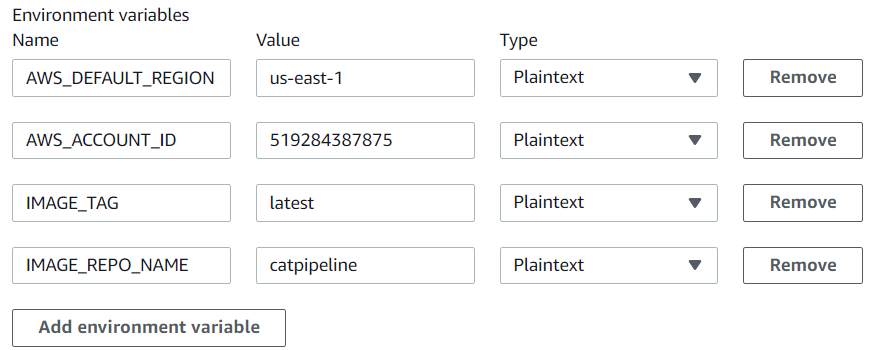 Environment variables
Name Value Type
AWS_DEFAULT_REGION us-east-1 Plaintext Remove
AWS_ACCOUNT_ID 519284387875 Plaintext Remove
IMAGE_TAG latest Plaintext Remove
IMAGE_REPO_NAME catpipeline Plaintext Remove
Add environment variable